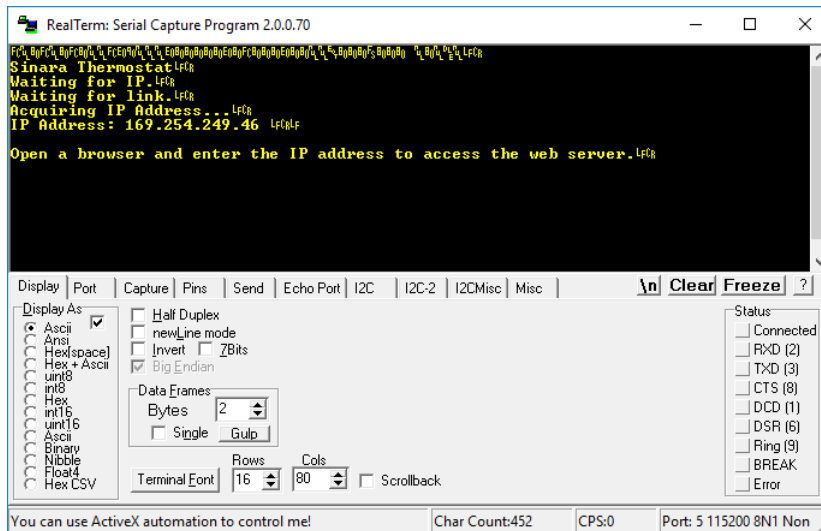 RealTerm: Serial Capture Program 2.0.0.70
Sinara Thermostat LFCR
Waiting for IP. LFCR
Waiting for link. LFCR
Acquiring IP Address... LFCR
IP Address: 169.254.249.46 LFCRLF
Open a browser and enter the IP address to access the web server. LFCR
Display Port Capture Pins Send Echo Port I2C I2C-2 I2CMisc Misc \n Clear Freeze ?
Display As
Ascii
Ansi
Hex[space]
Hex + Ascii
uint8
int8
Hex
int16
uint16
Ascii
Binary
Nibble
Float4
Hex CSV
Half Duplex
newLine mode
Invert 7Bits
Big Endian
Data Frames
Bytes 2
Single Gulp
Rows Cols
Terminal Font 16 80 Scrollback
Status
Connected
RXD (2)
TXD (3)
CTS (8)
DCD (1)
DSR (6)
Ring (9)
BREAK
Error
You can use ActiveX automation to control me! Char Count:452 CPS:0 Port: 5 115200 8N1 Non